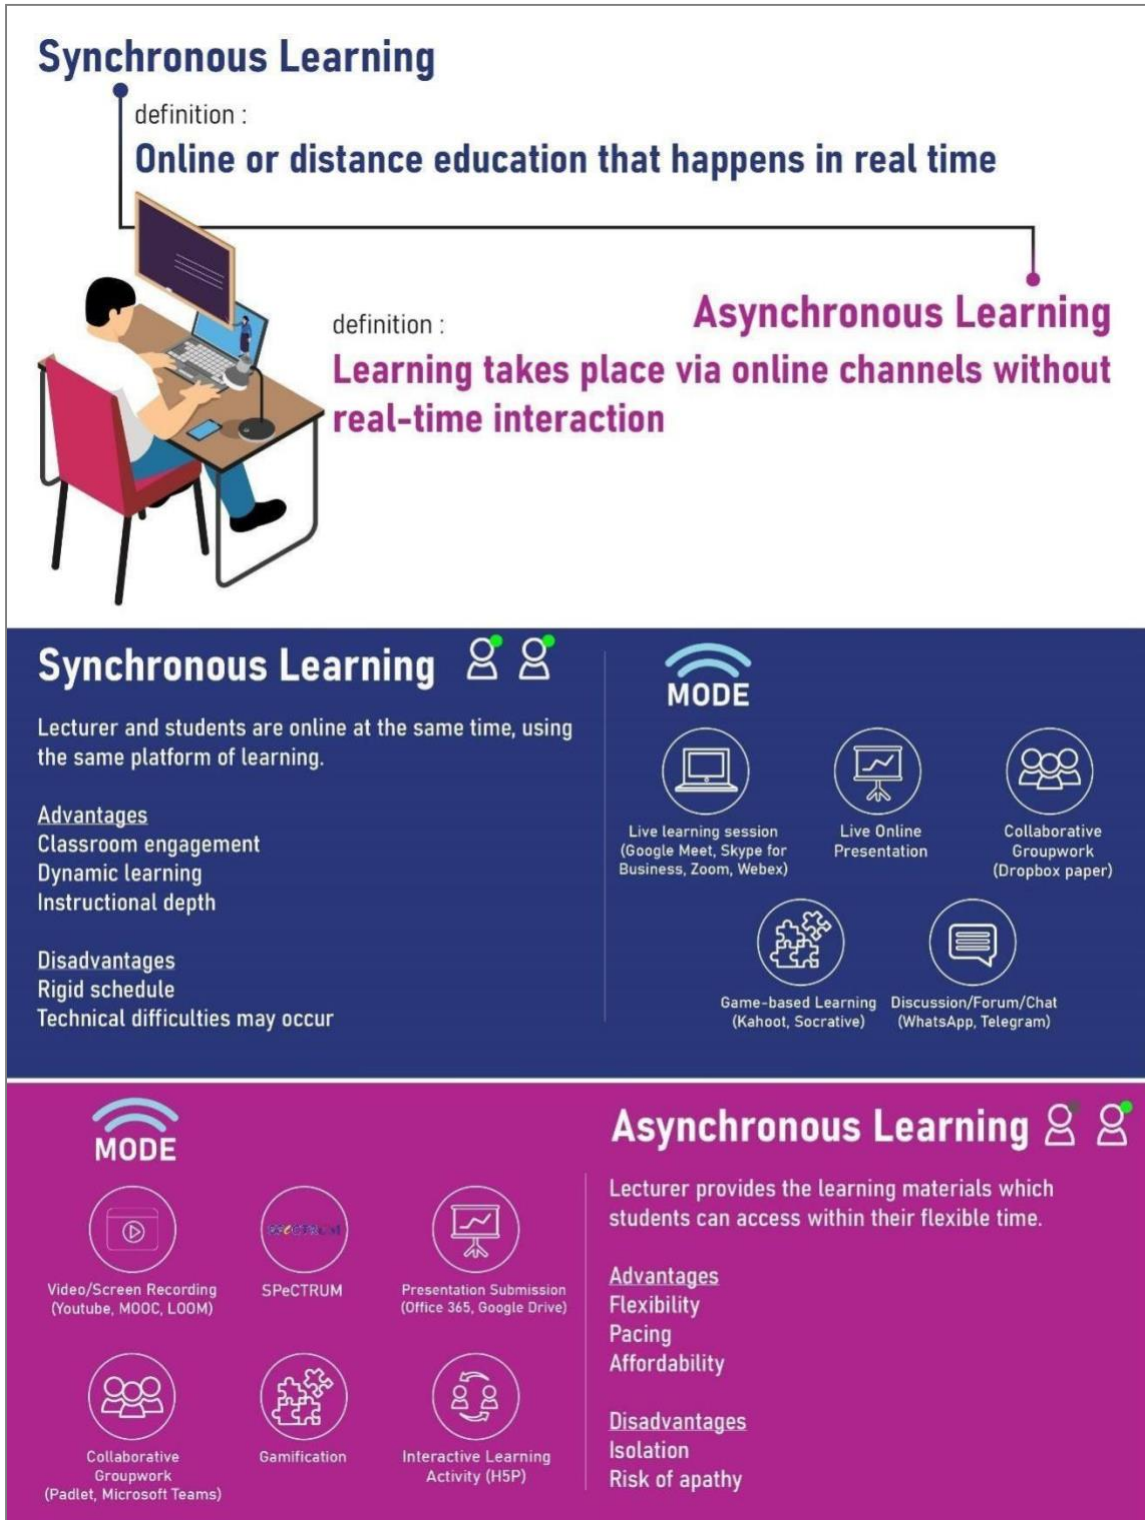 Synchronous Learning
definition :
Online or distance education that happens in real time
Asynchronous Learning
definition :
Learning takes place via online channels without
real-time interaction
Synchronous Learning
Lecturer and students are online at the same time, using
the same platform of learning.
Advantages
Classroom engagement
Dynamic learning
Instructional depth
Disadvantages
Rigid schedule
Technical difficulties may occur
MODE
Live learning session
(Google Meet, Skype for
Business, Zoom, Webex)
Live Online
Presentation
Collaborative
Groupwork
(Dropbox paper)
Game-based Learning
(Kahoot, Socrative)
Discussion/Forum/Chat
(WhatsApp, Telegram)
MODE
Video/Screen Recording
(Youtube, MOOC, LOOM)
SPeCTRUM
Presentation Submission
(Office 365, Google Drive)
Collaborative
Groupwork
(Padlet, Microsoft Teams)
Gamification
Interactive Learning
Activity (H5P)
Asynchronous Learning
Lecturer provides the learning materials which
students can access within their flexible time.
Advantages
Flexibility
Pacing
Affordability
Disadvantages
Isolation
Risk of apathy